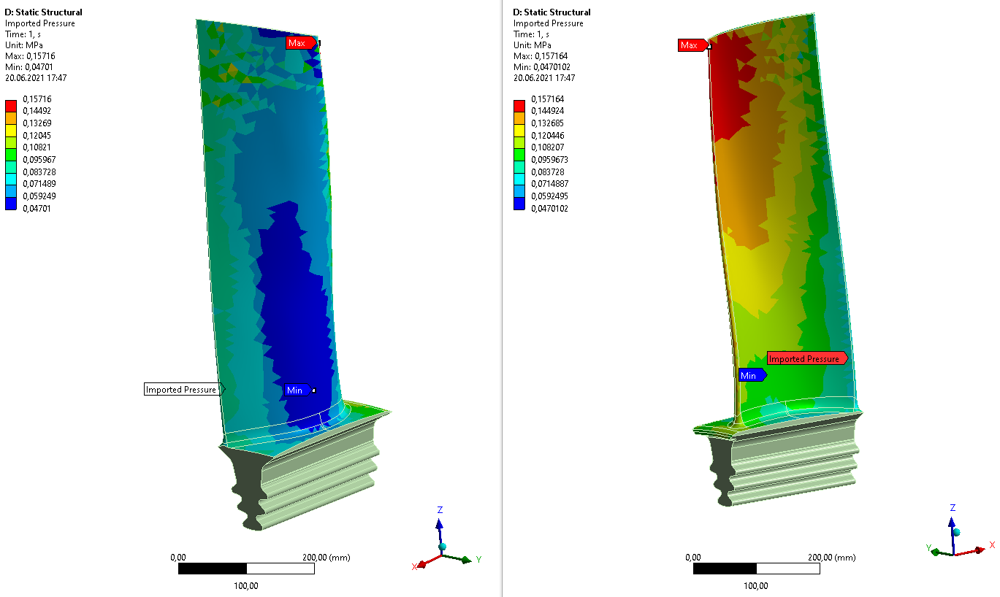 D: Static Structural
Imported Pressure
Time: 1, s
Unit: MPa
Max: 0,15716
Min: 0,04701
20.06.2021 17:47
0,15716
0,14492
0,13269
0,12045
0,10821
0,095967
0,083728
0,071489
0,059249
0,04701
Max
Imported Pressure
Min
Z
X
Y
0,00
200,00 (mm)
100,00
D: Static Structural
Imported Pressure
Time: 1, s
Unit: MPa
Max: 0,157164
Min: 0,0470102
20.06.2021 17:47
0,157164
0,144924
0,132685
0,120446
0,108207
0,0959673
0,083728
0,0714887
0,0592495
0,0470102
Max
Imported Pressure
Min
Z
Y
X
0,00
200,00 (mm)
100,00